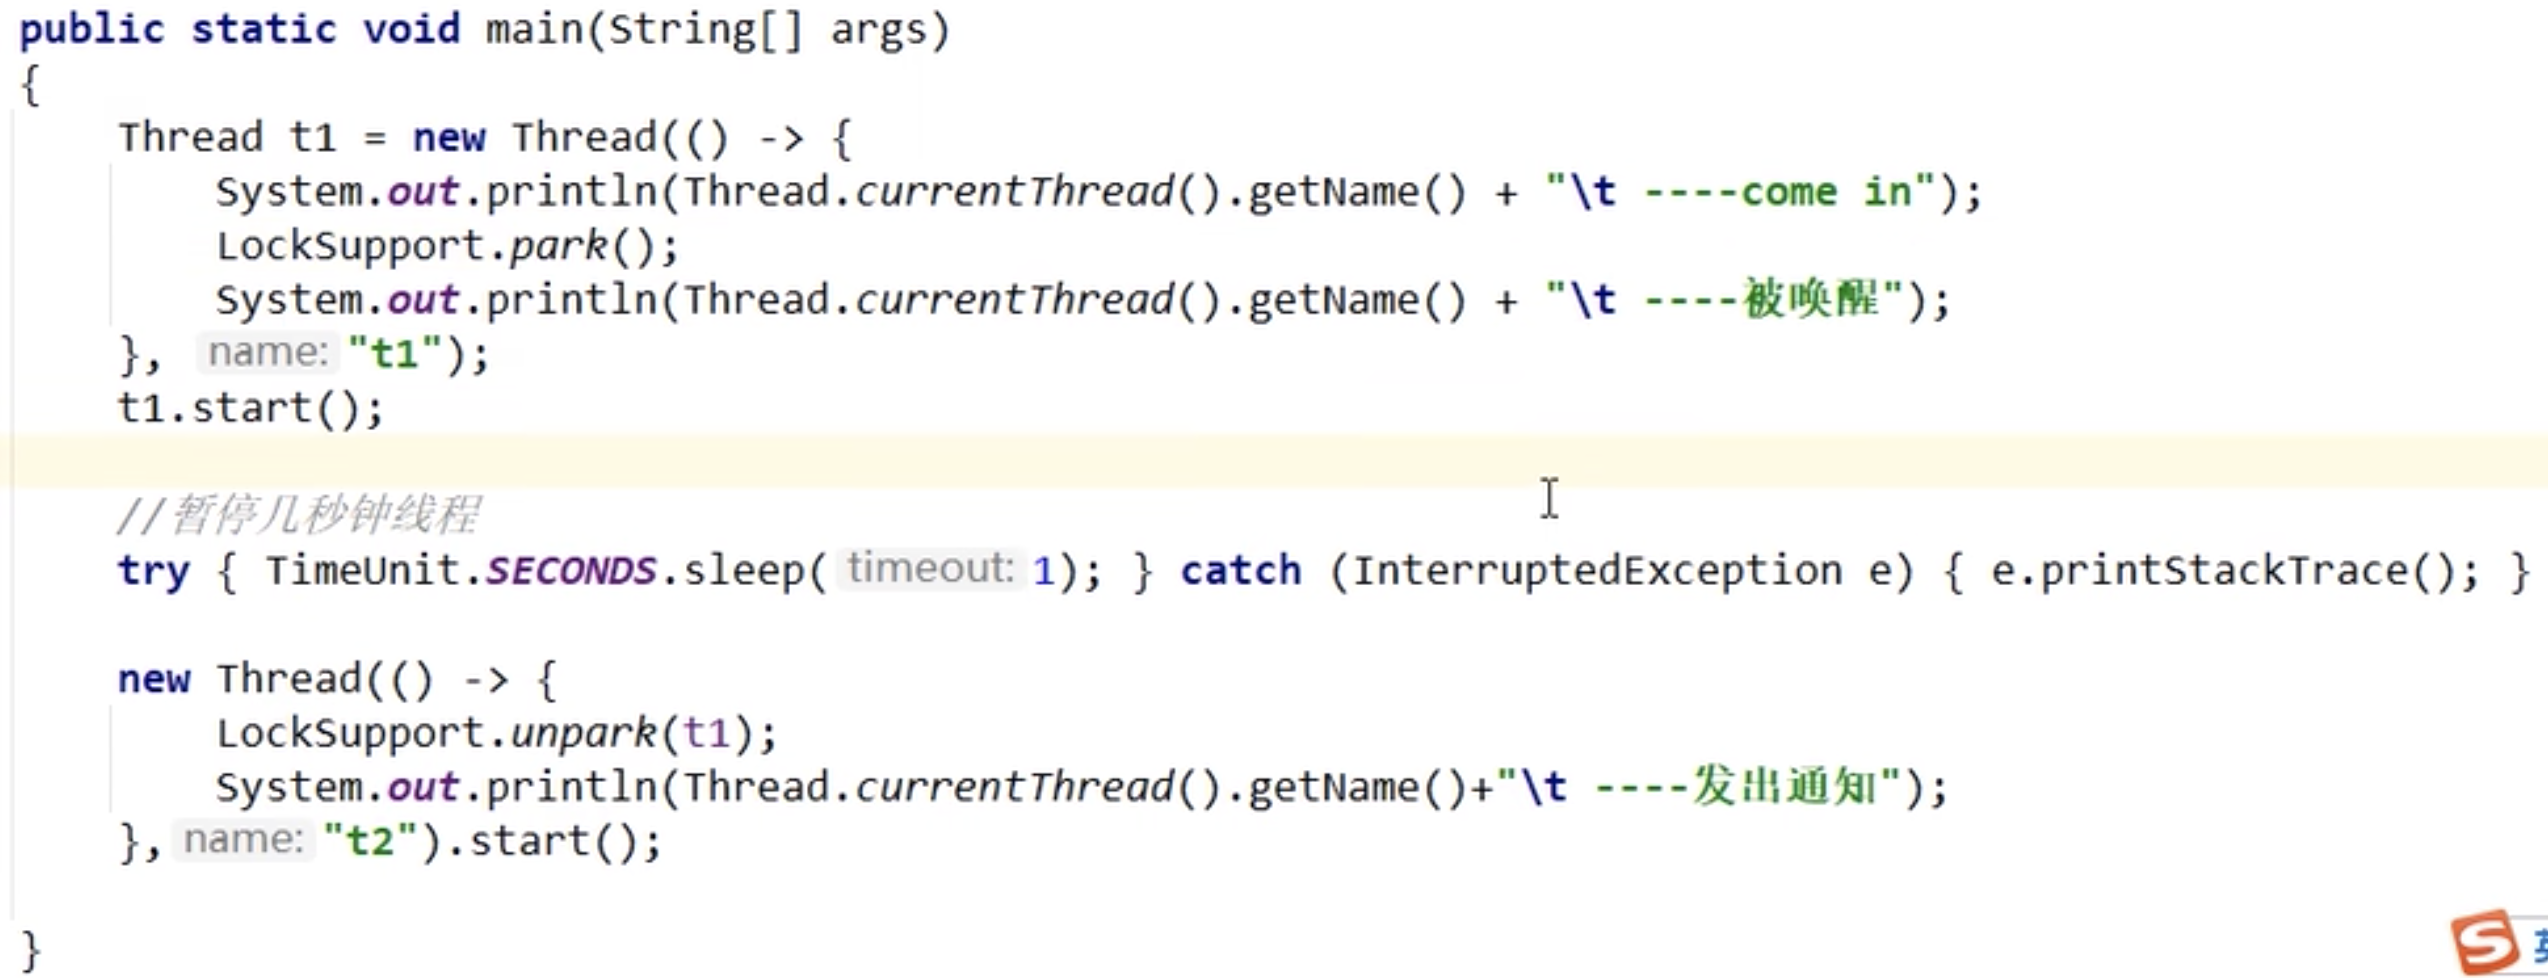 public static void main(String[] args)
{
    Thread t1 = new Thread(() -> {
        System.out.println(Thread.currentThread().getName() + "\t ----come in");
        LockSupport.park();
        System.out.println(Thread.currentThread().getName() + "\t ----被唤醒");
    }, name: "t1");
    t1.start();
    //暂停几秒钟线程
    try { TimeUnit.SECONDS.sleep( timeout: 1); } catch (InterruptedException e) { e.printStackTrace(); }
    new Thread(() -> {
        LockSupport.unpark(t1);
        System.out.println(Thread.currentThread().getName()+"\t ----发出通知");
    }, name: "t2").start();
}
S